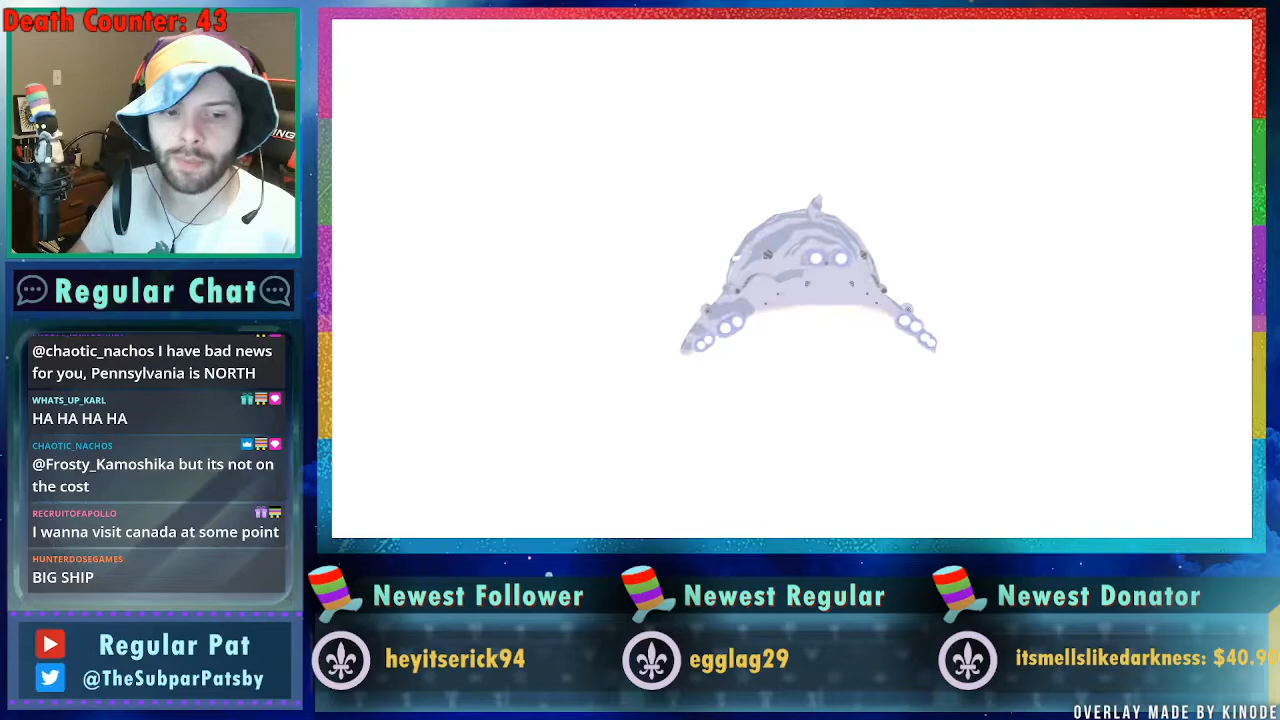 Death Counter: 43
Regular Chat
@chaotic_nachos I have bad news
for you, Pennsylvania is NORTH
WHATS_UP_KARL
HA HA HA HA
CHAOTIC_NACHOS
@Frosty_Kamoshika but its not on
the cost
RECRUITOFAPOLLO
I wanna visit canada at some point
HUNTERDOSEGAMES
BIG SHIP
Regular Pat
@TheSubparPatsby
Newest Follower
heyitserick94
Newest Regular
egglag29
Newest Donator
itsmellslikedarkness: $40.90
OVERLAY MADE BY KINODE